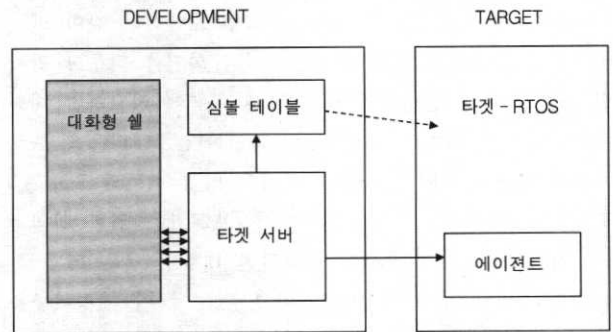 DEVELOPMENT
TARGET
대화형 쉘
심볼 테이블
타겟 - RTOS
타겟 서버
에이젼트